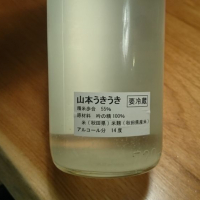 山本うきうき
要冷蔵
精米歩合 55%
原材料 吟の精100%
米(秋田産)米麹(秋田県産米)
アルコール分 14度